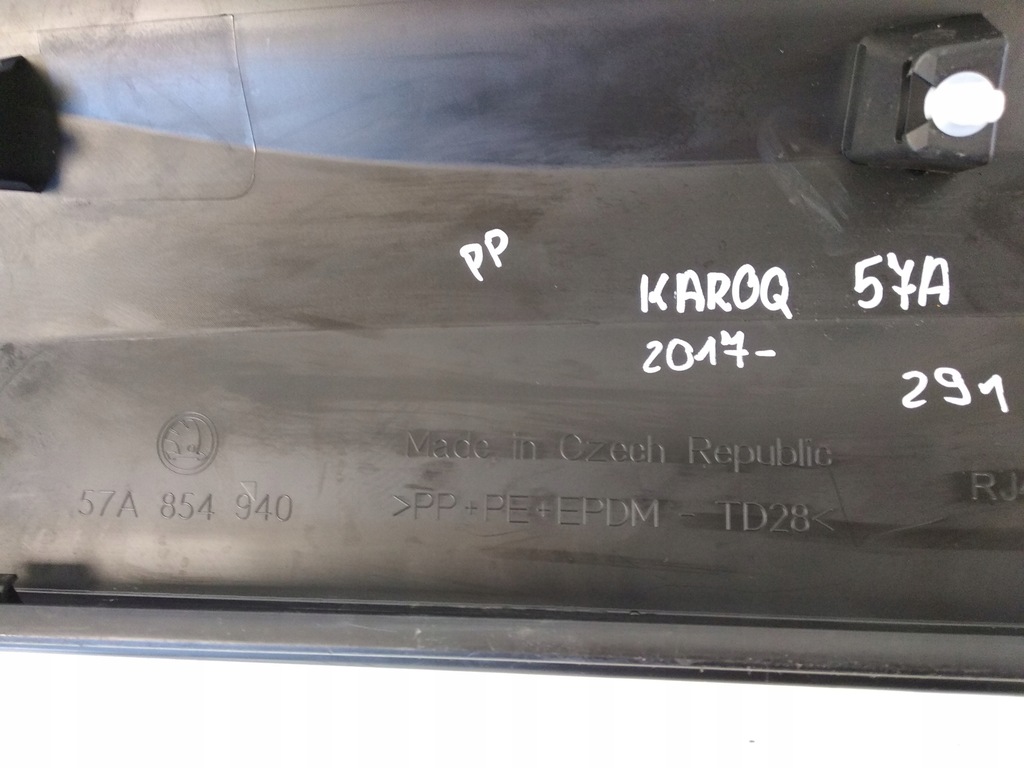 PP
KAROQ 57A
2017-
291
Made in Czech Republic
57A 854 940
>PP+PE+EPDM - TD28<